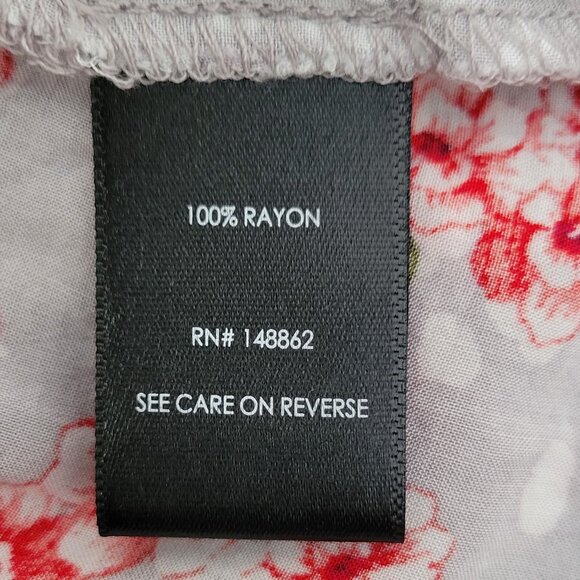 100% RAYON
RN# 148862
SEE CARE ON REVERSE